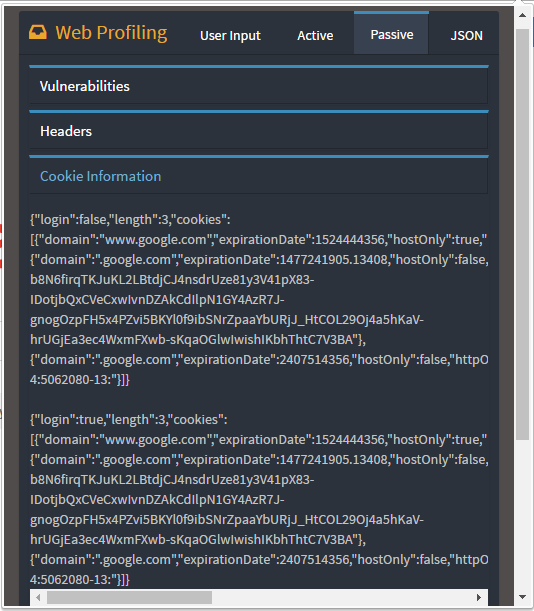 Web Profiling User Input Active Passive JSON
Vulnerabilities
Headers
Cookie Information
{"login":false,"length":3,"cookies":
[{"domain":"www.google.com","expirationDate":1524444356,"hostOnly":true,"
{"domain":".google.com","expirationDate":1477241905.13408,"hostOnly":false,
b8N6firqTKJuKL2LBtdjCJ4nsdrUze81y3V41pX83-
IDotjbQxCVeCxwIvnDZAkCdIlpN1GY4AzR7J-
gnogOzpFH5x4PZvi5BKYl0f9ibSNrZpaaYbURjJ_HtCOL29Oj4a5hKaV-
hrUGjEa3ec4WxmFXwb-sKqaOGlwIwishIKbhThtC7V3BA"},
{"domain":".google.com","expirationDate":2407514356,"hostOnly":false,"httpO
4:5062080-13:"}]}
{"login":true,"length":3,"cookies":
[{"domain":"www.google.com","expirationDate":1524444356,"hostOnly":true,"
{"domain":".google.com","expirationDate":1477241905.13408,"hostOnly":false,
b8N6firqTKJuKL2LBtdjCJ4nsdrUze81y3V41pX83-
IDotjbQxCVeCxwIvnDZAkCdIlpN1GY4AzR7J-
gnogOzpFH5x4PZvi5BKYl0f9ibSNrZpaaYbURjJ_HtCOL29Oj4a5hKaV-
hrUGjEa3ec4WxmFXwb-sKqaOGlwIwishIKbhThtC7V3BA"},
{"domain":".google.com","expirationDate":2407514356,"hostOnly":false,"httpO
4:5062080-13:"}]}